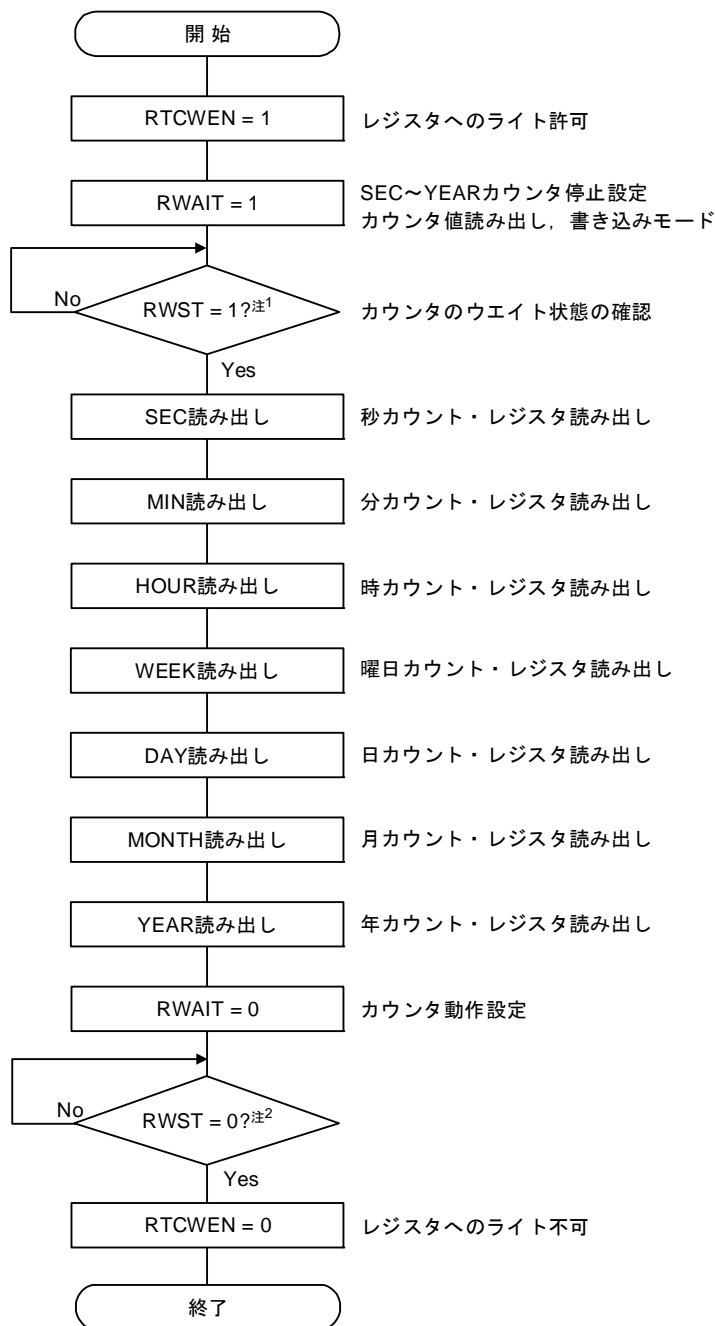 開 始
RTCWEN = 1
レジスタへのライト許可
RWAIT = 1
SEC～YEARカウンタ停止設定
カウンタ値読み出し，書き込みモード
No
RWST = 1?注1
カウンタのウエイト状態の確認
Yes
SEC読み出し
秒カウント・レジスタ読み出し
MIN読み出し
分カウント・レジスタ読み出し
HOUR読み出し
時カウント・レジスタ読み出し
WEEK読み出し
曜日カウント・レジスタ読み出し
DAY読み出し
日カウント・レジスタ読み出し
MONTH読み出し
月カウント・レジスタ読み出し
YEAR読み出し
年カウント・レジスタ読み出し
RWAIT = 0
カウンタ動作設定
No
RWST = 0?注2
Yes
RTCWEN = 0
レジスタへのライト不可
終了